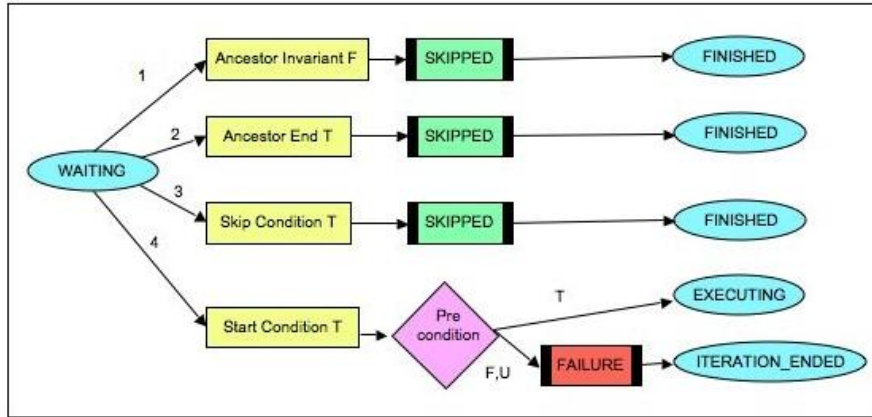 1
Ancestor Invariant F
SKIPPED
FINISHED
2
Ancestor End T
SKIPPED
FINISHED
WAITING
3
Skip Condition T
SKIPPED
FINISHED
4
Start Condition T
Pre
condition
T
EXECUTING
F,U
FAILURE
ITERATION_ENDED